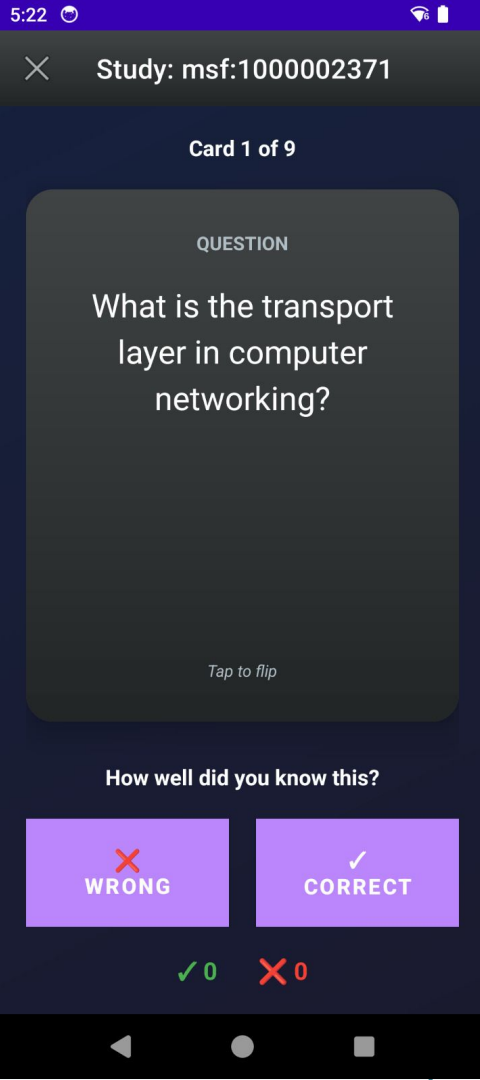 5:22
Study: msf:1000002371
Card 1 of 9
QUESTION
What is the transport
layer in computer
networking?
Tap to flip
How well did you know this?
❌
WRONG
✓
CORRECT
✓ 0 ❌ 0